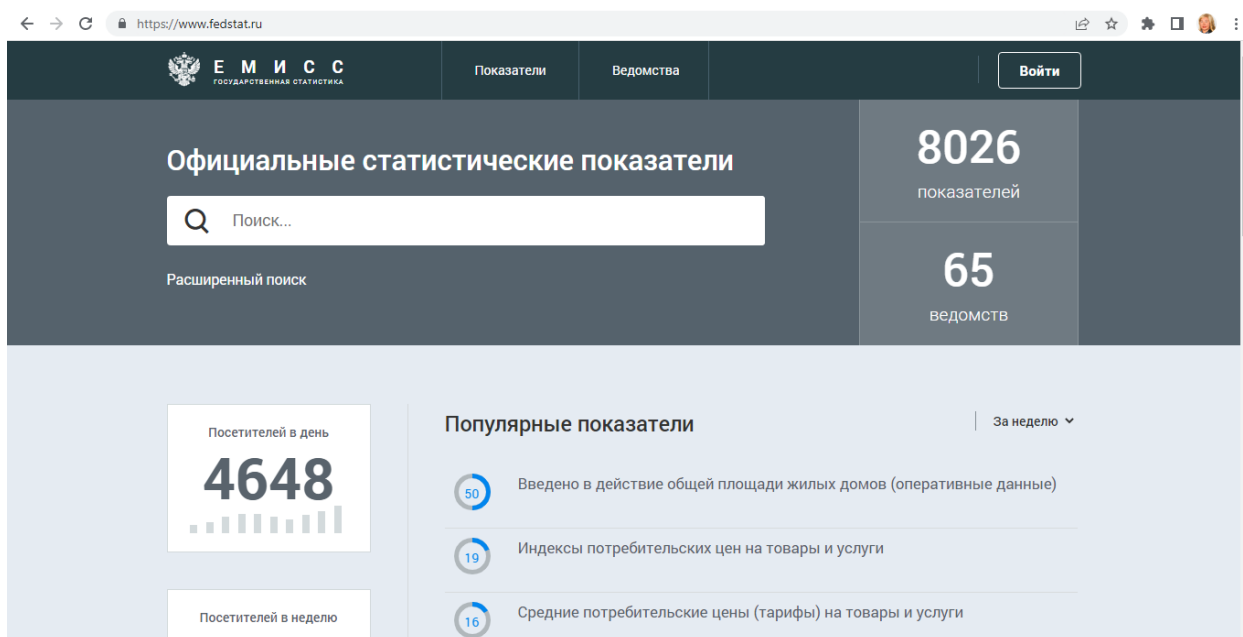 https://www.fedstat.ru
ЕМИСС
ГОСУДАРСТВЕННАЯ СТАТИСТИКА
Показатели
Ведомства
Войти
Официальные статистические показатели
Поиск...
Расширенный поиск
8026
показателей
65
ведомств
Посетителей в день
4648
Посетителей в неделю
Популярные показатели
За неделю
50
Введено в действие общей площади жилых домов (оперативные данные)
19
Индексы потребительских цен на товары и услуги
16
Средние потребительские цены (тарифы) на товары и услуги